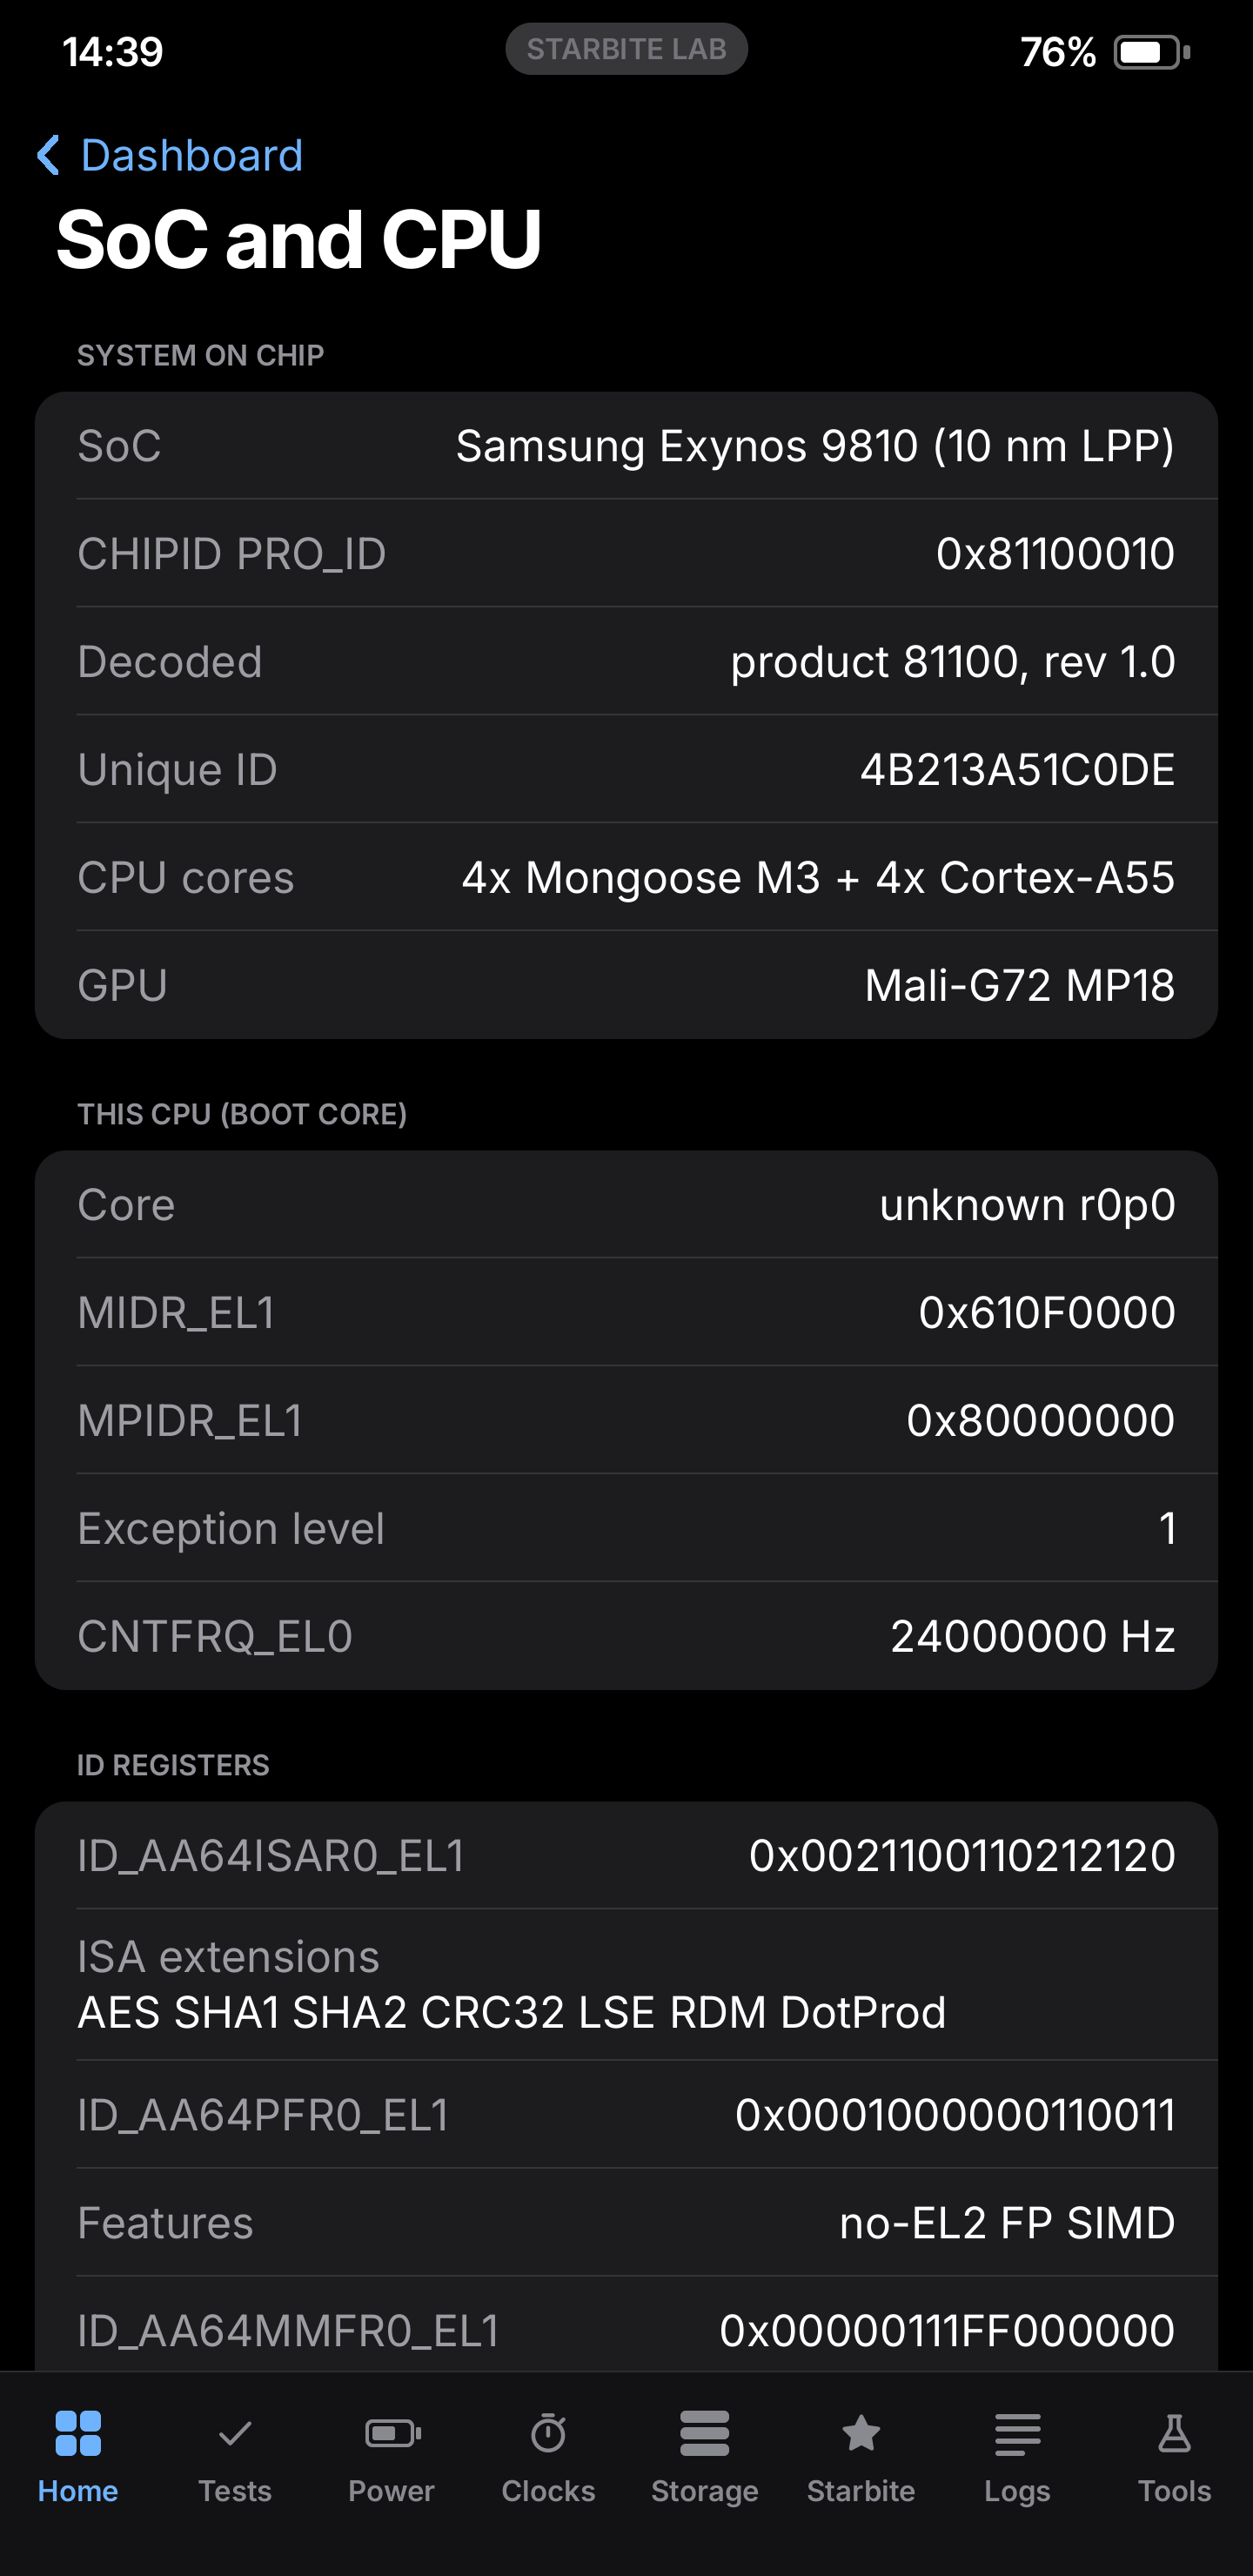 14:39
STARBITE LAB
76%
Dashboard
SoC and CPU
SYSTEM ON CHIP
SoC Samsung Exynos 9810 (10 nm LPP)
CHIPID PRO_ID 0x81100010
Decoded product 81100, rev 1.0
Unique ID 4B213A51C0DE
CPU cores 4x Mongoose M3 + 4x Cortex-A55
GPU Mali-G72 MP18
THIS CPU (BOOT CORE)
Core unknown r0p0
MIDR_EL1 0x610F0000
MPIDR_EL1 0x80000000
Exception level 1
CNTFRQ_EL0 24000000 Hz
ID REGISTERS
ID_AA64ISAR0_EL1 0x0021100110212120
ISA extensions
AES SHA1 SHA2 CRC32 LSE RDM DotProd
ID_AA64PFR0_EL1 0x0001000000110011
Features no-EL2 FP SIMD
ID_AA64MMFR0_EL1 0x00000111FF000000
Home Tests Power Clocks Storage Starbite Logs Tools